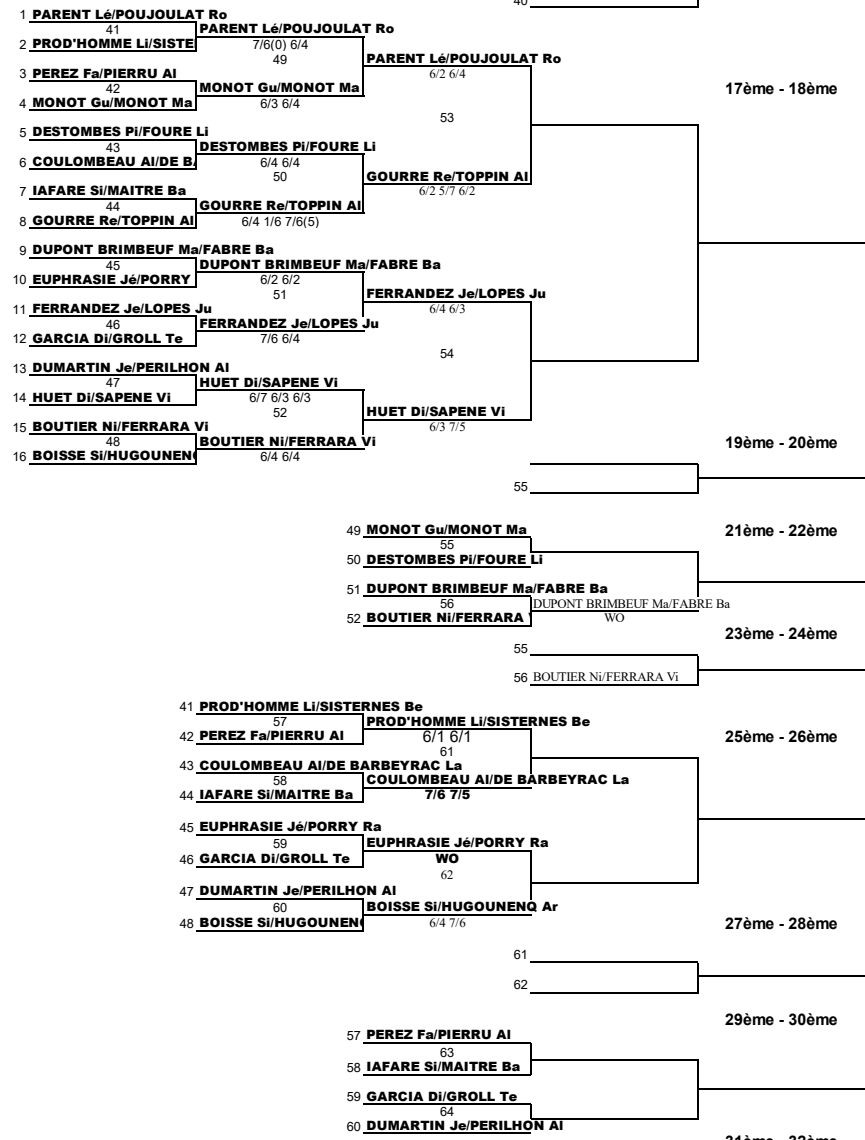 40
1 PARENT Lé/POUJOULAT Ro
41 PARENT Lé/POUJOULAT Ro
2 PROD'HOMME Li/SISTE 7/6(0) 6/4
49 PARENT Lé/POUJOULAT Ro
3 PEREZ Fa/PIERRU Al 6/2 6/4
42 MONOT Gu/MONOT Ma 17ème - 18ème
4 MONOT Gu/MONOT Ma 6/3 6/4
53
5 DESTOMBES Pi/FOURE Li
43 DESTOMBES Pi/FOURE Li
6 COULOMBEAU Al/DE BA 6/4 6/4
50 GOURRE Re/TOPPIN Al
7 IAFARE Si/MAITRE Ba 6/2 5/7 6/2
44 GOURRE Re/TOPPIN Al
8 GOURRE Re/TOPPIN Al 6/4 1/6 7/6(5)
9 DUPONT BRIMBEUF Ma/FABRE Ba
45 DUPONT BRIMBEUF Ma/FABRE Ba
10 EUPHRASIE Jé/PORRY 6/2 6/2
51 FERRANDEZ Je/LOPES Ju
11 FERRANDEZ Je/LOPES Ju 6/4 6/3
46 FERRANDEZ Je/LOPES Ju
12 GARCIA Di/GROLL Te 7/6 6/4
54
13 DUMARTIN Je/PERILHON Al
47 HUET Di/SAPENE Vi
14 HUET Di/SAPENE Vi 6/7 6/3 6/3
52 HUET Di/SAPENE Vi
15 BOUTIER Ni/FERRARA Vi 6/3 7/5
48 BOUTIER Ni/FERRARA Vi 19ème - 20ème
16 BOISSE Si/HUGOUNENQ 6/4 6/4
55
49 MONOT Gu/MONOT Ma 21ème - 22ème
55
50 DESTOMBES Pi/FOURE Li
51 DUPONT BRIMBEUF Ma/FABRE Ba
56 DUPONT BRIMBEUF Ma/FABRE Ba
52 BOUTIER Ni/FERRARA WO
23ème - 24ème
55
56 BOUTIER Ni/FERRARA Vi
41 PROD'HOMME Li/SISTERNES Be
57 PROD'HOMME Li/SISTERNES Be
42 PEREZ Fa/PIERRU Al 6/1 6/1 25ème - 26ème
61
43 COULOMBEAU Al/DE BARBEYRAC La
58 COULOMBEAU Al/DE BARBEYRAC La
44 IAFARE Si/MAITRE Ba 7/6 7/5
45 EUPHRASIE Jé/PORRY Ra
59 EUPHRASIE Jé/PORRY Ra
46 GARCIA Di/GROLL Te WO
62
47 DUMARTIN Je/PERILHON Al
60 BOISSE Si/HUGOUNENQ Ar
48 BOISSE Si/HUGOUNENQ 6/4 7/6 27ème - 28ème
61
62
29ème - 30ème
57 PEREZ Fa/PIERRU Al
63
58 IAFARE Si/MAITRE Ba
59 GARCIA Di/GROLL Te
64
60 DUMARTIN Je/PERILHON Al
31ème - 32ème